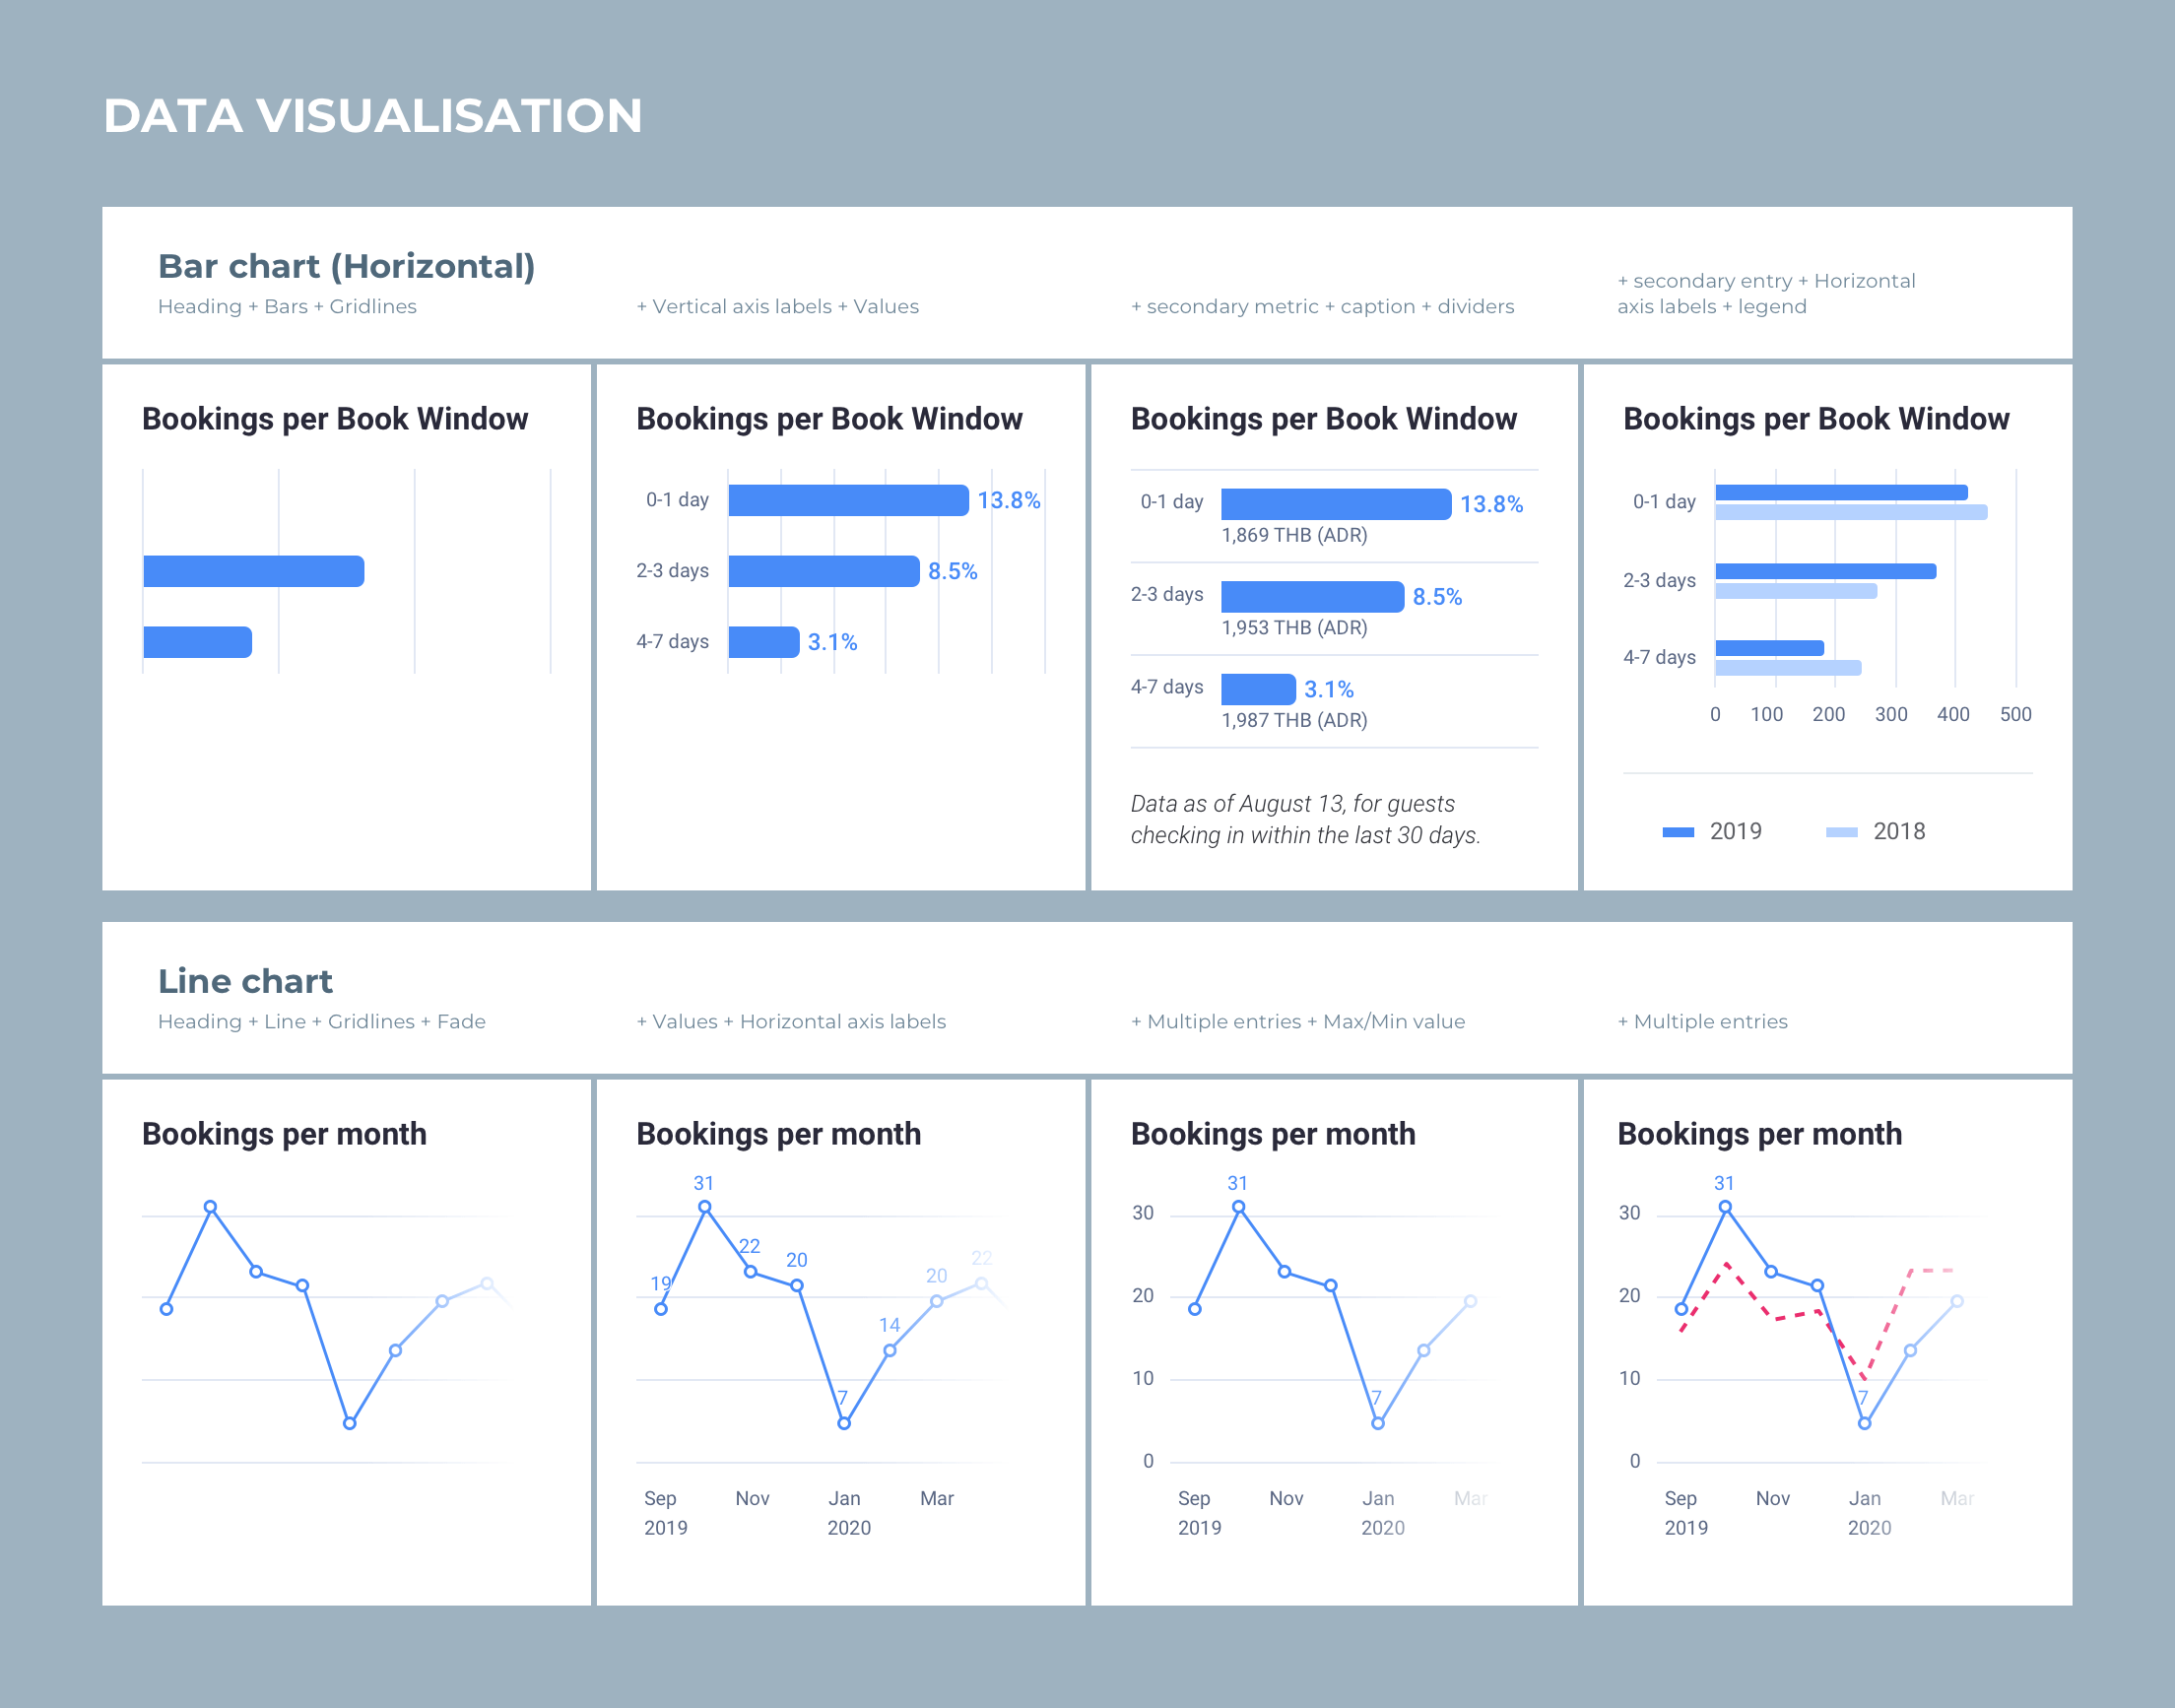 DATA VISUALISATION
Bar chart (Horizontal)
Heading + Bars + Gridlines
+ Vertical axis labels + Values
+ secondary metric + caption + dividers
+ secondary entry + Horizontal
axis labels + legend
Bookings per Book Window
Bookings per Book Window
0-1 day
13.8%
2-3 days
8.5%
4-7 days
3.1%
Bookings per Book Window
0-1 day
13.8%
1,869 THB (ADR)
2-3 days
8.5%
1,953 THB (ADR)
4-7 days
3.1%
1,987 THB (ADR)
Data as of August 13, for guests
checking in within the last 30 days.
Bookings per Book Window
0-1 day
2-3 days
4-7 days
0 100 200 300 400 500
2019 2018
Line chart
Heading + Line + Gridlines + Fade
+ Values + Horizontal axis labels
+ Multiple entries + Max/Min value
+ Multiple entries
Bookings per month
Bookings per month
31
22
20
22
19
20
14
7
Sep Nov Jan Mar
2019 2020
Bookings per month
31
30
20
10
7
0
Sep Nov Jan Mar
2019 2020
Bookings per month
31
30
20
10
7
0
Sep Nov Jan Mar
2019 2020